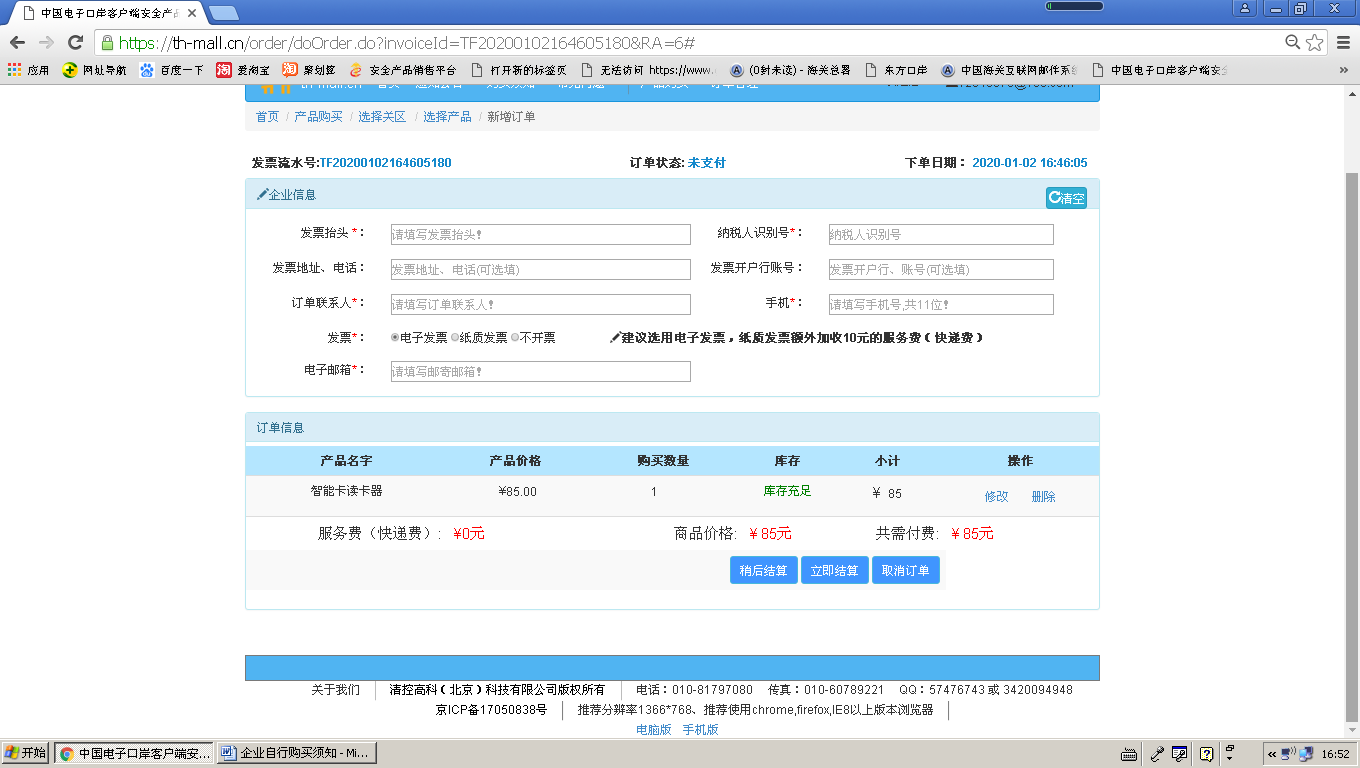 中国电子口岸客户端安全产品
https://th-mall.cn/order/doOrder.do?invoiceId=TF20200102164605180&RA=6#
应用 网址导航 百度一下 爱淘宝 聚划算 安全产品销售平台 打开新的标签页 无法访问 https://www. (0封未读) - 海关总署 东方口岸 中国海关互联网邮件系统 中国电子口岸客户端安全 »
首页 / 产品购买 / 选择关区 / 选择产品 / 新增订单
发票流水号:TF20200102164605180 订单状态: 未支付 下单日期： 2020-01-02 16:46:05
企业信息 清空
发票抬头 *： 请填写发票抬头! 纳税人识别号*： 纳税人识别号
发票地址、电话： 发票地址、电话(可选填) 发票开户行账号： 发票开户行、账号(可选填)
订单联系人*： 请填写订单联系人! 手机*： 请填写手机号,共11位!
发票*： 电子发票 纸质发票 不开票 建议选用电子发票，纸质发票额外加收10元的服务费（快递费）
电子邮箱*： 请填写邮寄邮箱!
订单信息
产品名字 产品价格 购买数量 库存 小计 操作
智能卡读卡器 ¥85.00 1 库存充足 ¥ 85 修改 删除
服务费（快递费）: ¥0元 商品价格: ¥ 85元 共需付费: ¥ 85元
稍后结算 立即结算 取消订单
关于我们 清控高科（北京）科技有限公司版权所有 电话：010-81797080 传真：010-60789221 QQ：57476743 或 3420094948
京ICP备17050838号 推荐分辨率1366*768、推荐使用chrome,firefox,IE8以上版本浏览器
电脑版 手机版
开始 中国电子口岸客户端安... 企业自行购买须知 - Mi... « 16:52